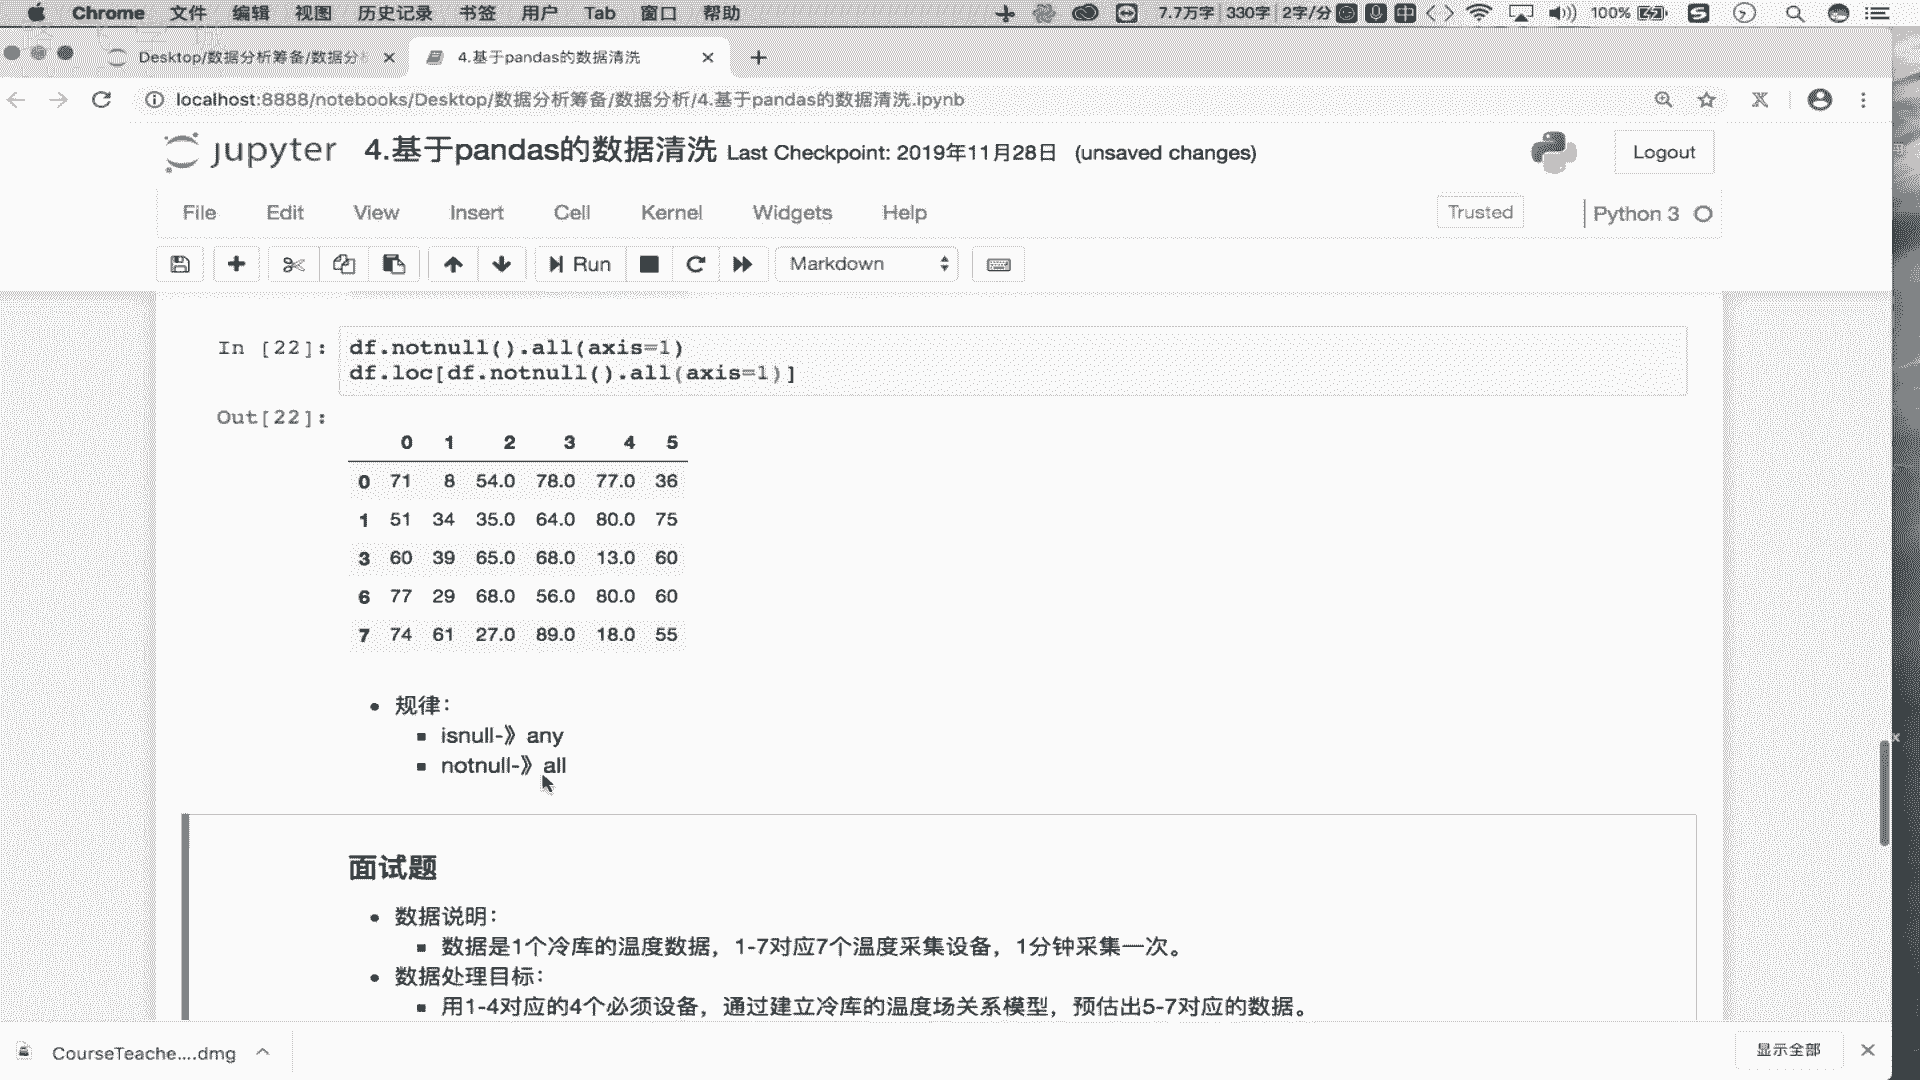 Chrome 文件 编辑 视图 历史记录 书签 用户 Tab 窗口 帮助 7.7万字 330字 2字/分 中 100%
Desktop/数据分析筹备/数据分 4.基于pandas的数据清洗
localhost:8888/notebooks/Desktop/数据分析筹备/数据分析/4.基于pandas的数据清洗.ipynb
jupyter 4.基于pandas的数据清洗 Last Checkpoint: 2019年11月28日 (unsaved changes) Logout
File Edit View Insert Cell Kernel Widgets Help Trusted Python 3
Run Markdown
In [22]: df.notnull().all(axis=1)
df.loc[df.notnull().all(axis=1)]
Out[22]:
0 1 2 3 4 5
0 71 8 54.0 78.0 77.0 36
1 51 34 35.0 64.0 80.0 75
3 60 39 65.0 68.0 13.0 60
6 77 29 68.0 56.0 80.0 60
7 74 61 27.0 89.0 18.0 55
规律：
isnull-》any
notnull-》all
面试题
数据说明：
数据是1个冷库的温度数据，1-7对应7个温度采集设备，1分钟采集一次。
数据处理目标：
用1-4对应的4个必须设备，通过建立冷库的温度场关系模型，预估出5-7对应的数据。
CourseTeache....dmg 显示全部